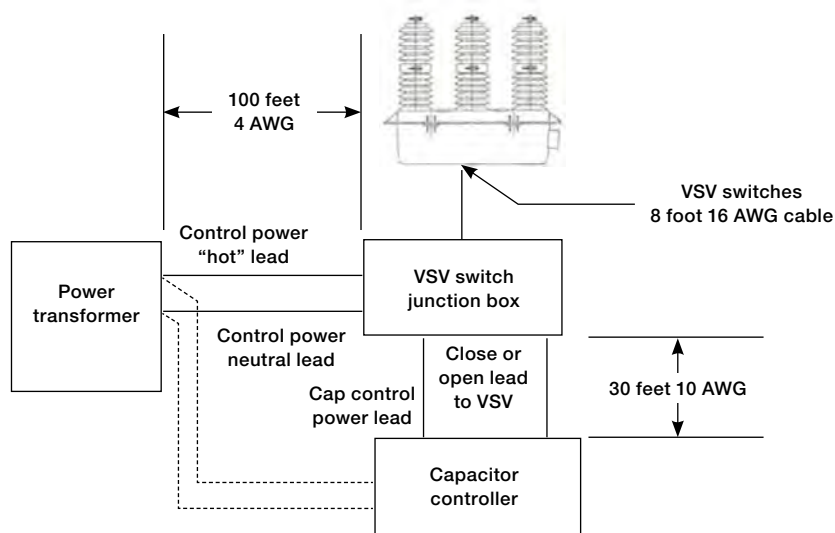 100 feet
4 AWG
VSV switches
8 foot 16 AWG cable
Control power
“hot” lead
Power
transformer
VSV switch
junction box
Control power
neutral lead
Close or
open lead
to VSV
Cap control
power lead
30 feet 10 AWG
Capacitor
controller